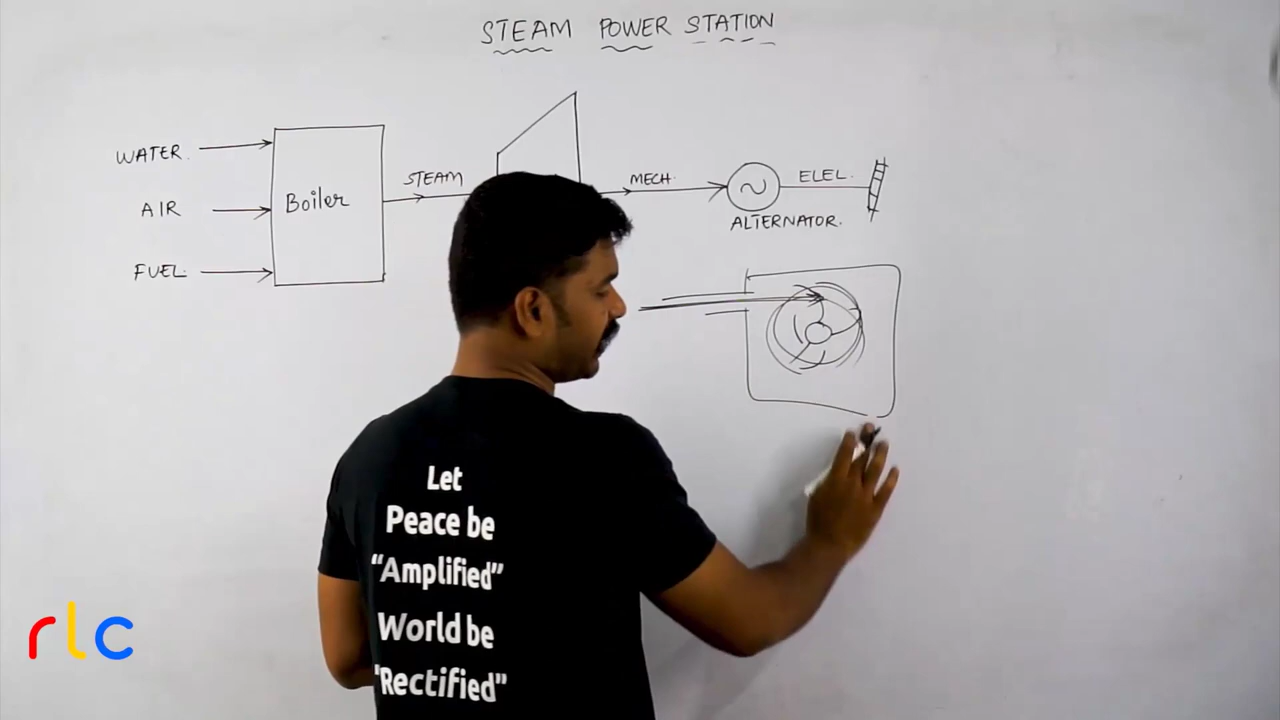 STEAM POWER STATION
WATER.
AIR
FUEL.
Boiler
STEAM
MECH.
ELEL.
ALTERNATOR.
Let
Peace be
“Amplified”
World be
"Rectified"
rlc